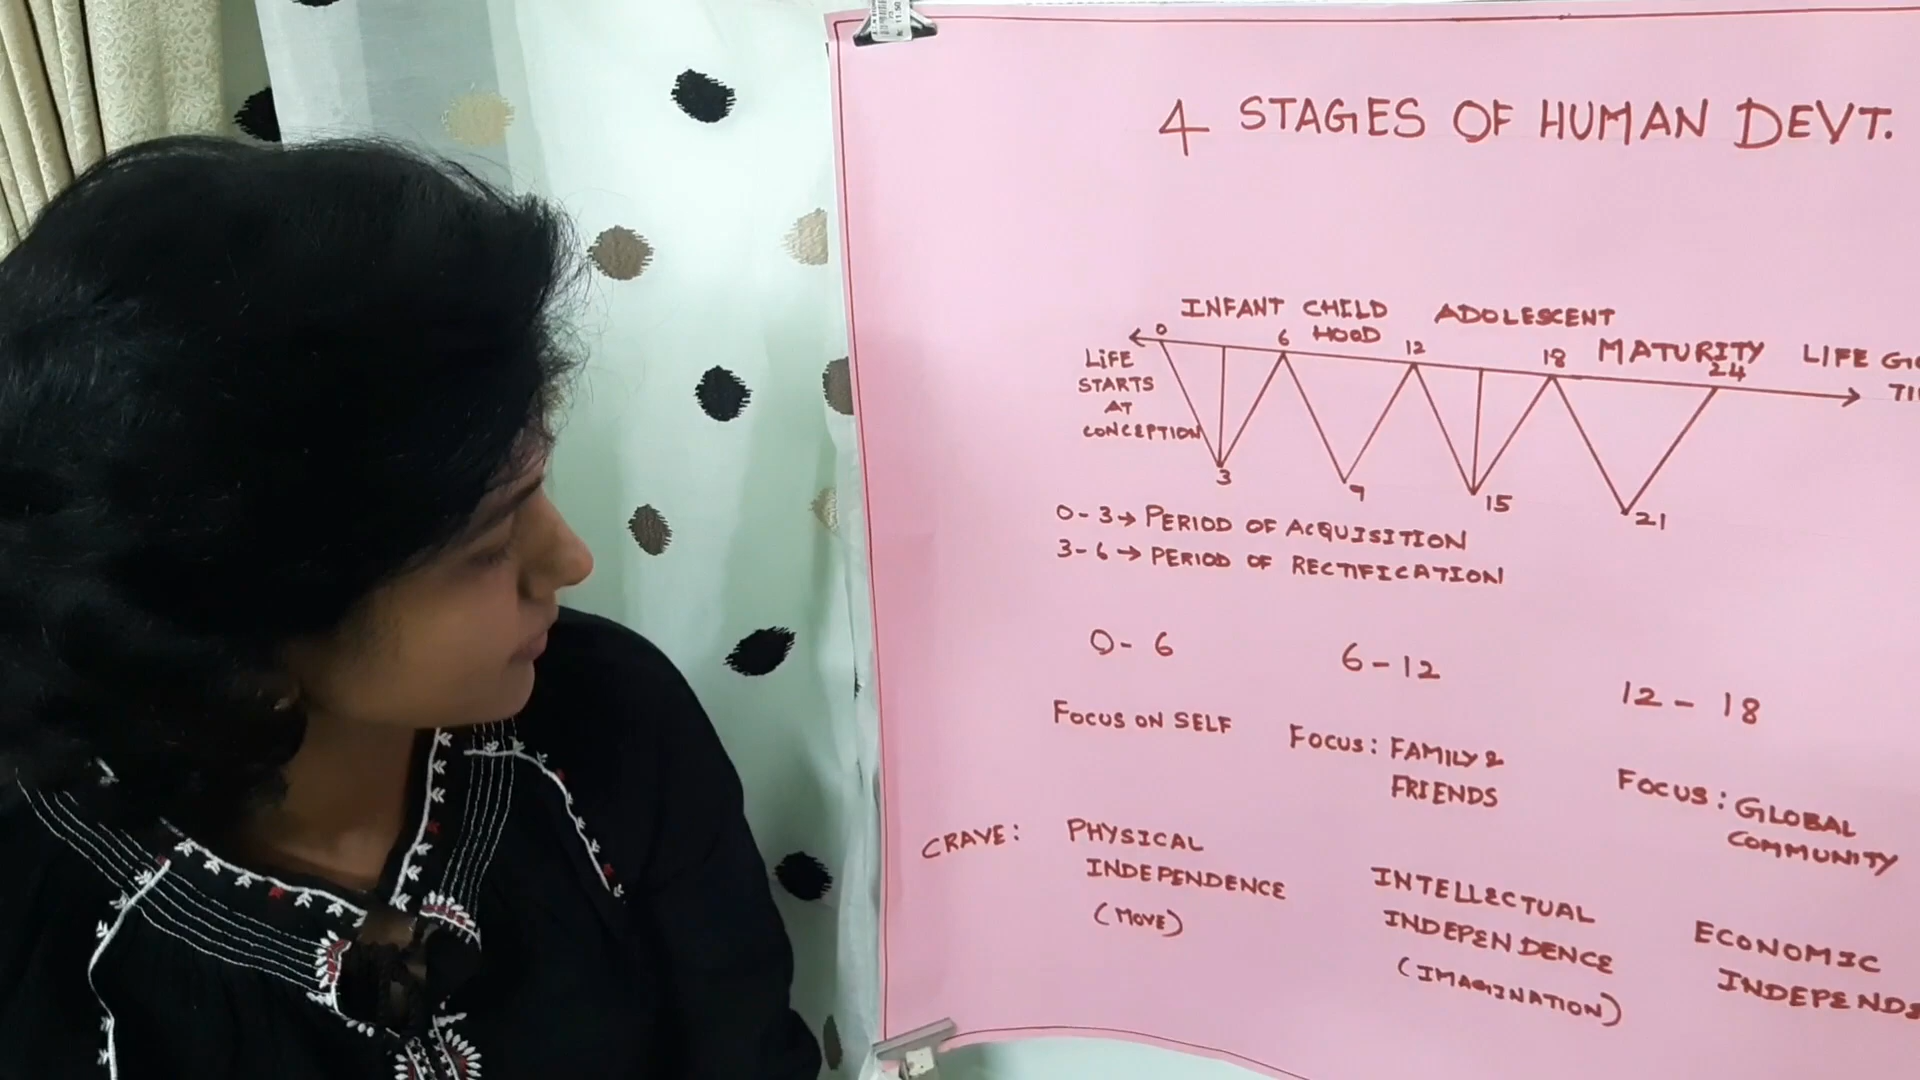 4 STAGES OF HUMAN DEVT.
INFANT CHILD HOOD ADOLESCENT MATURITY LIFE
0 6 12 18 24
LIFE
STARTS
AT
CONCEPTION
3 9 15 21
0-3→ PERIOD OF ACQUISITION
3-6→ PERIOD OF RECTIFICATION
0-6
6-12
12-18
FOCUS ON SELF
FOCUS: FAMILY &
FRIENDS
FOCUS: GLOBAL
COMMUNITY
CRAVE: PHYSICAL
INDEPENDENCE
(MOVE)
INTELLECTUAL
INDEPENDENCE
(IMAGINATION)
ECONOMIC